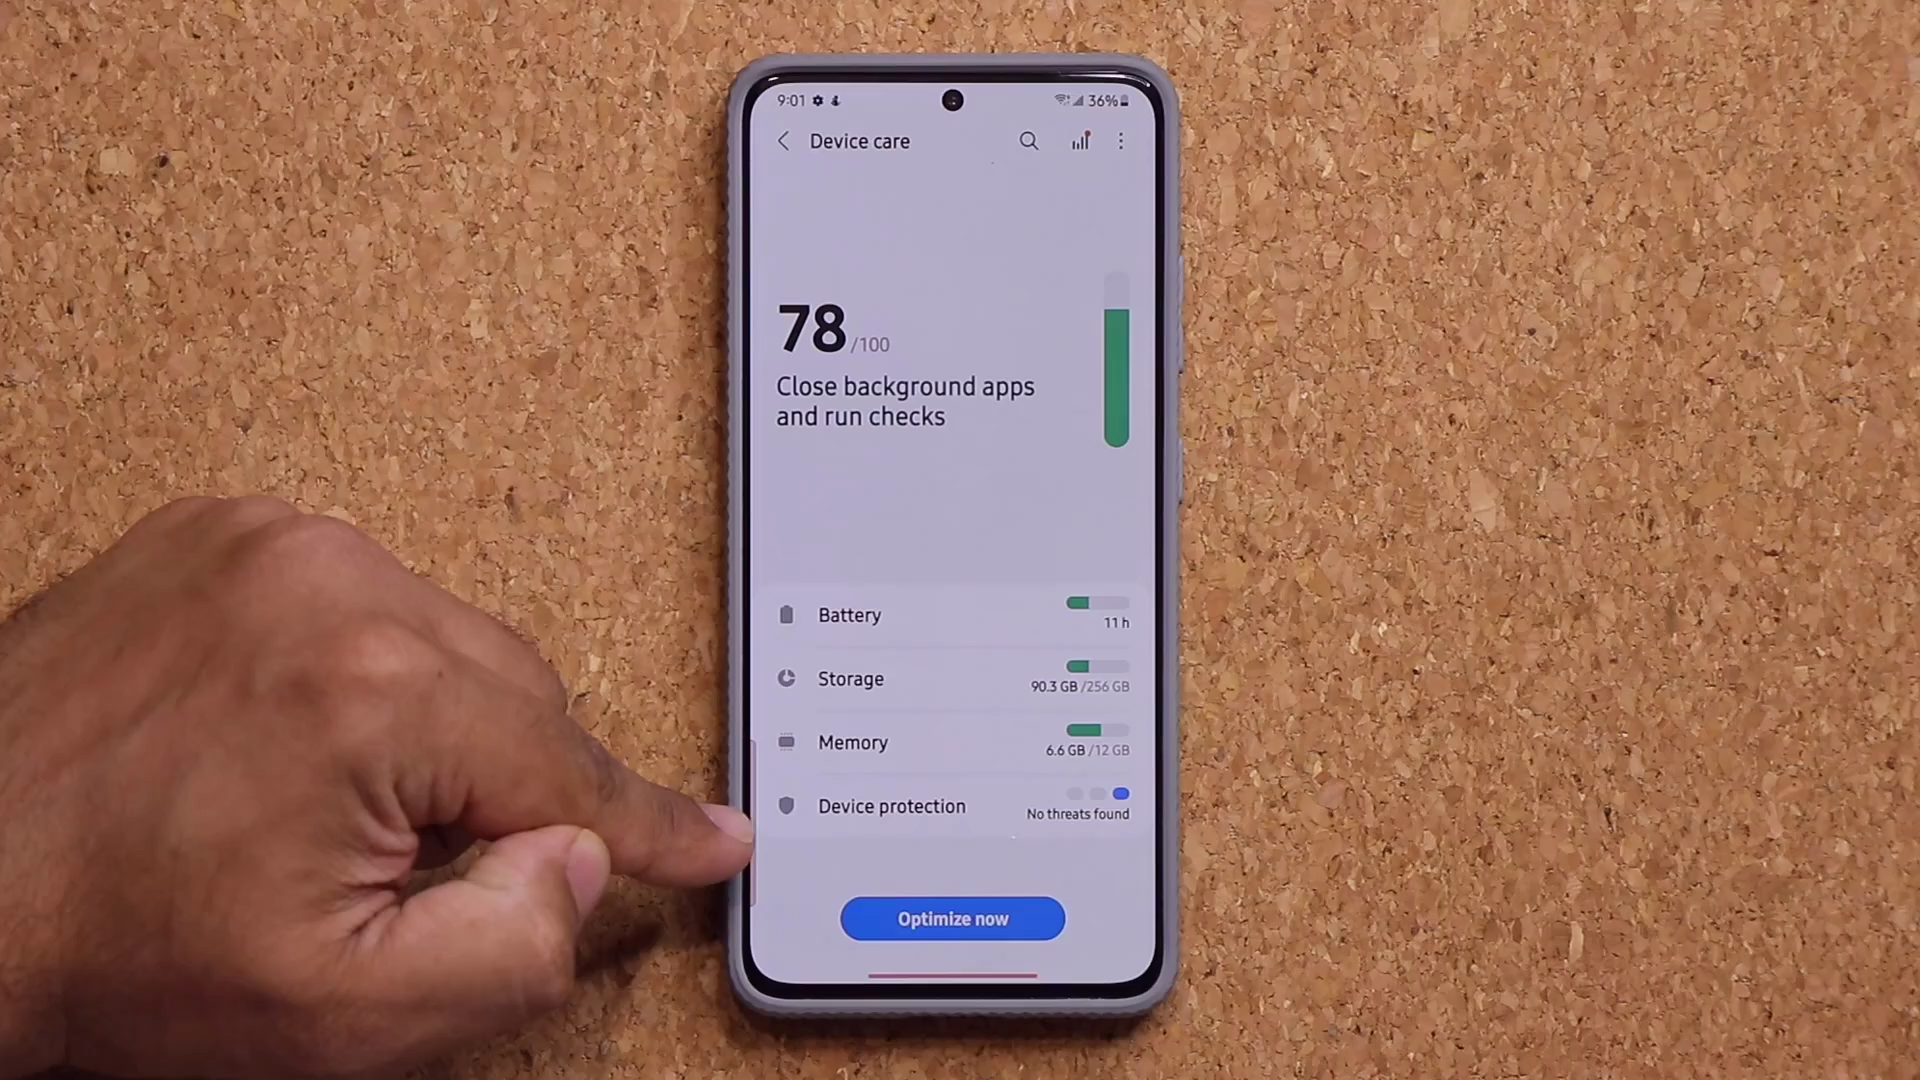 9:01 36%
Device care
78/100
Close background apps
and run checks
Battery
11 h
Storage
90.3 GB /256 GB
Memory
6.6 GB /12 GB
Device protection
No threats found
Optimize now